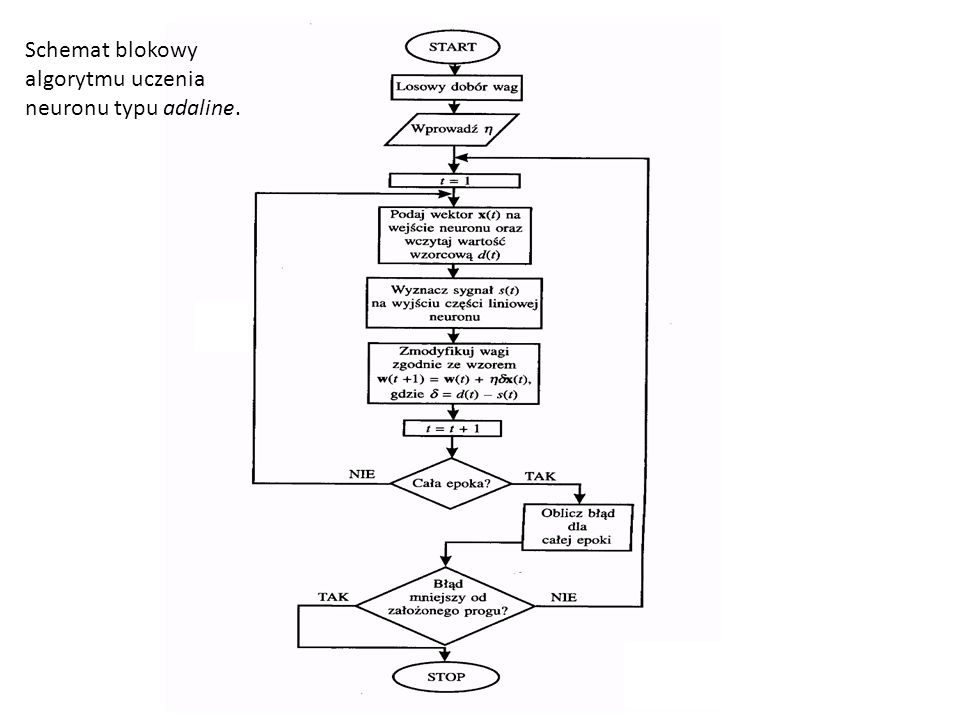 Schemat blokowy
algorytmu uczenia
neuronu typu adaline.
START
Losowy dobór wag
Wprowadź η
t = 1
Podaj wektor x(t) na
wejście neuronu oraz
wczytaj wartość
wzorcową d(t)
Wyznacz sygnał s(t)
na wyjściu części liniowej
neuronu
Zmodyfikuj wagi
zgodnie ze wzorem
w(t +1) = w(t) + ηδx(t),
gdzie δ = d(t) − s(t)
t = t + 1
NIE
Cała epoka?
TAK
Oblicz błąd
dla
całej epoki
TAK
Błąd
mniejszy od
założonego progu?
NIE
STOP